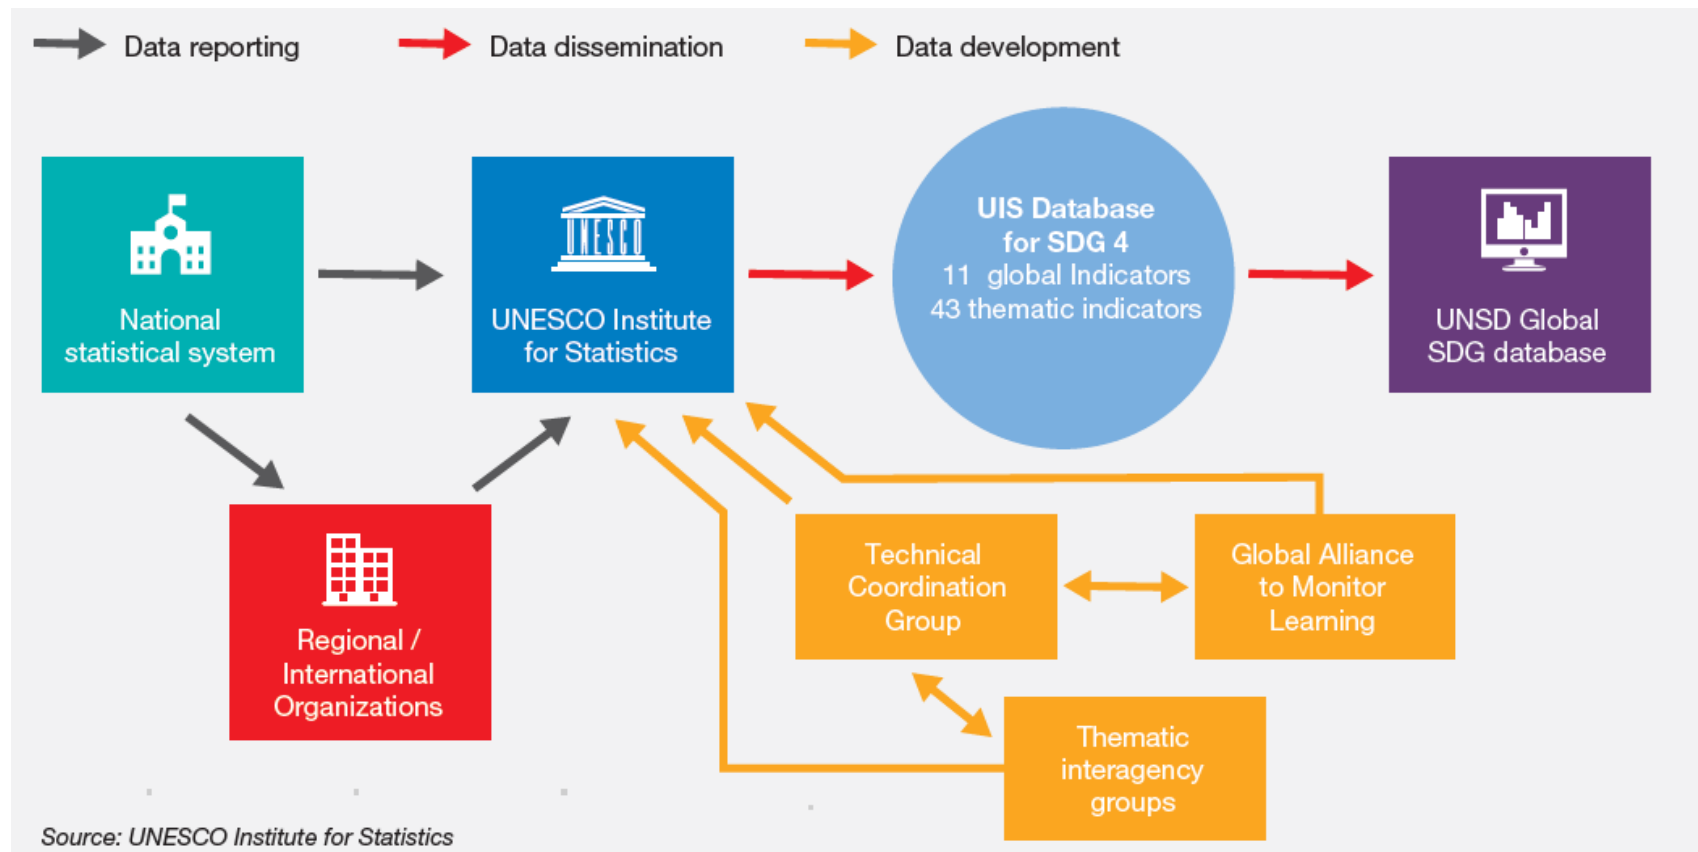 Data reporting
Data dissemination
Data development
National
statistical system
UNESCO
UNESCO Institute
for Statistics
UIS Database
for SDG 4
11 global Indicators
43 thematic indicators
UNSD Global
SDG database
Regional /
International
Organizations
Technical
Coordination
Group
Global Alliance
to Monitor
Learning
Thematic
interagency
groups
Source: UNESCO Institute for Statistics